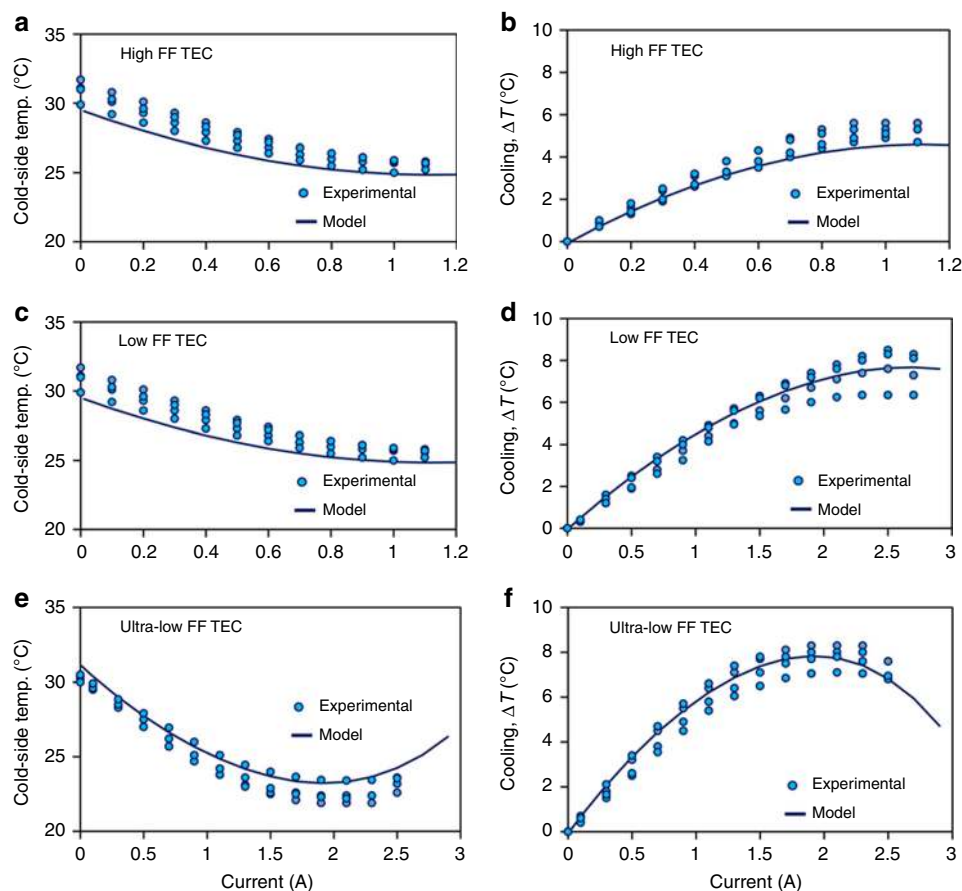 a
35
30
25
20
Cold-side temp. (°C)
High FF TEC
Experimental
Model
0 0.2 0.4 0.6 0.8 1 1.2
b
10
8
6
4
2
0
Cooling, ΔT (°C)
High FF TEC
Experimental
Model
0 0.2 0.4 0.6 0.8 1 1.2
c
35
30
25
20
Cold-side temp. (°C)
Low FF TEC
Experimental
Model
0 0.2 0.4 0.6 0.8 1 1.2
d
10
8
6
4
2
0
Cooling, ΔT (°C)
Low FF TEC
Experimental
Model
0 0.5 1 1.5 2 2.5 3
e
35
30
25
20
Cold-side temp. (°C)
Ultra-low FF TEC
Experimental
Model
0 0.5 1 1.5 2 2.5 3
Current (A)
f
10
8
6
4
2
0
Cooling, ΔT (°C)
Ultra-low FF TEC
Experimental
Model
0 0.5 1 1.5 2 2.5 3
Current (A)